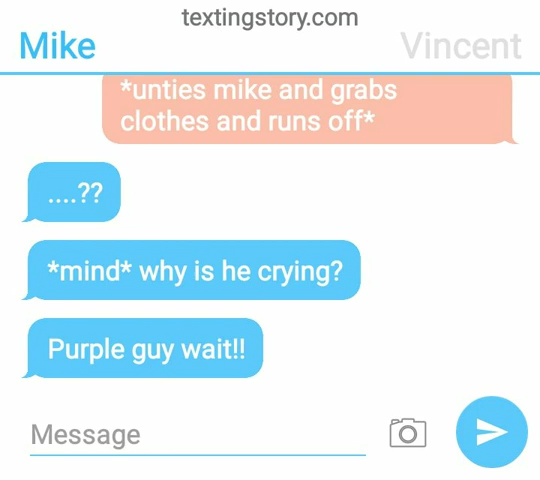 textingstory.com
Mike
Vincent
*unties mike and grabs
clothes and runs off*
....??
*mind* why is he crying?
Purple guy wait!!
Message